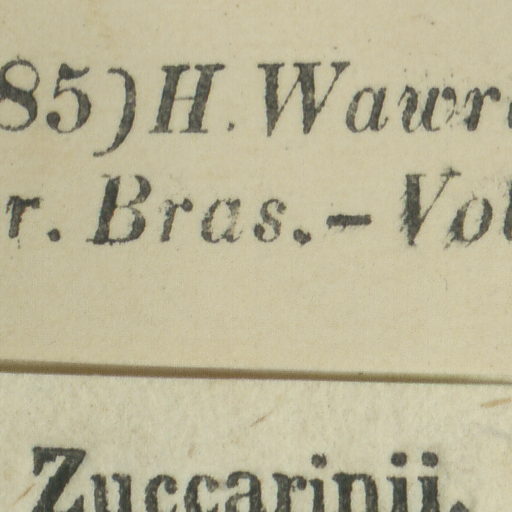 85) H. Wawr
r. Bras. – Vol
Zuccarinii.